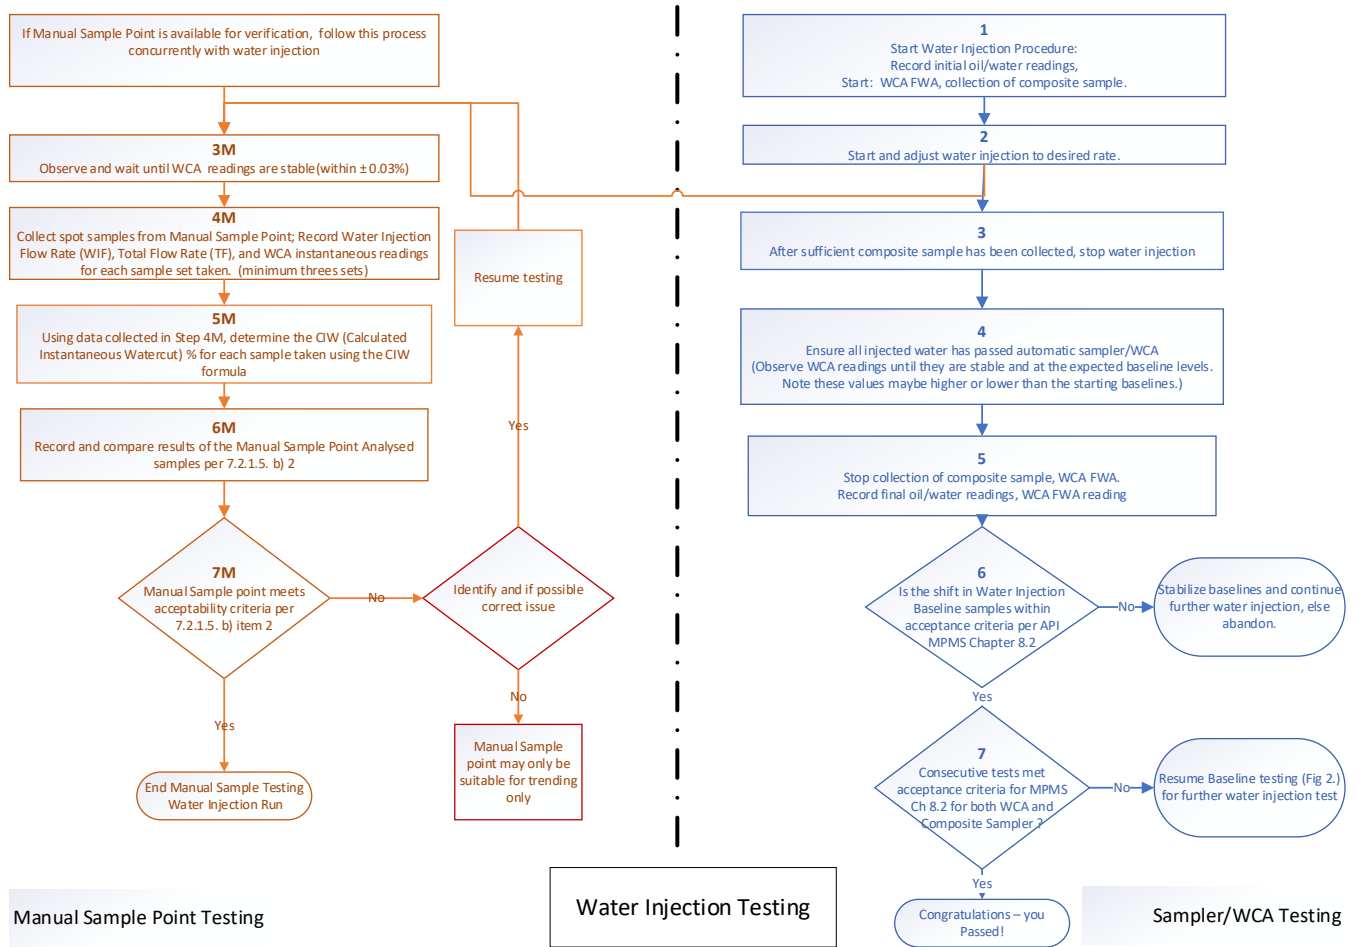 If Manual Sample Point is available for verification, follow this process
concurrently with water injection
3M
Observe and wait until WCA readings are stable(within ± 0.03%)
4M
Collect spot samples from Manual Sample Point; Record Water Injection
Flow Rate (WIF), Total Flow Rate (TF), and WCA instantaneous readings
for each sample set taken. (minimum threes sets)
5M
Using data collected in Step 4M, determine the CIW (Calculated
Instantaneous Watercut) % for each sample taken using the CIW
formula
6M
Record and compare results of the Manual Sample Point Analysed
samples per 7.2.1.5. b) 2
7M
Manual Sample point meets
acceptability criteria per
7.2.1.5. b) item 2
No
Yes
End Manual Sample Testing
Water Injection Run
Resume testing
Yes
Identify and if possible
correct issue
No
Manual Sample
point may only be
suitable for trending
only
1
Start Water Injection Procedure:
Record initial oil/water readings,
Start: WCA FWA, collection of composite sample.
2
Start and adjust water injection to desired rate.
3
After sufficient composite sample has been collected, stop water injection
4
Ensure all injected water has passed automatic sampler/WCA
(Observe WCA readings until they are stable and at the expected baseline levels.
Note these values maybe higher or lower than the starting baselines.)
5
Stop collection of composite sample, WCA FWA.
Record final oil/water readings, WCA FWA reading
6
Is the shift in Water Injection
Baseline samples within
acceptance criteria per API
MPMS Chapter 8.2
No
Stabilize baselines and continue
further water injection, else
abandon.
Yes
7
Consecutive tests met
acceptance criteria for MPMS
Ch 8.2 for both WCA and
Composite Sampler ?
No
Resume Baseline testing (Fig 2.)
for further water injection test
Yes
Congratulations – you
Passed!
Manual Sample Point Testing
Water Injection Testing
Sampler/WCA Testing